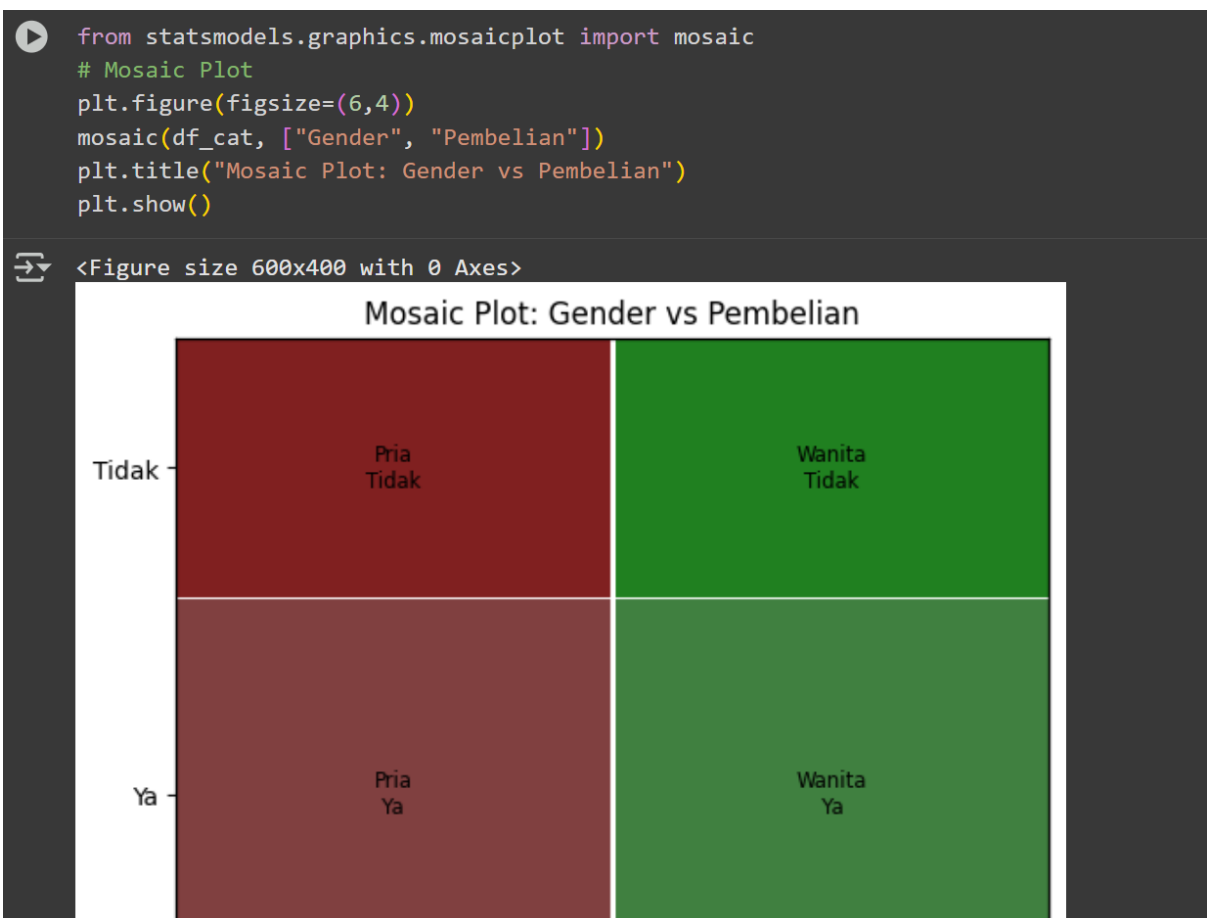 from statsmodels.graphics.mosaicplot import mosaic
# Mosaic Plot
plt.figure(figsize=(6,4))
mosaic(df_cat, ["Gender", "Pembelian"])
plt.title("Mosaic Plot: Gender vs Pembelian")
plt.show()
<Figure size 600x400 with 0 Axes>
Mosaic Plot: Gender vs Pembelian
Tidak
Pria
Tidak
Wanita
Tidak
Ya
Pria
Ya
Wanita
Ya